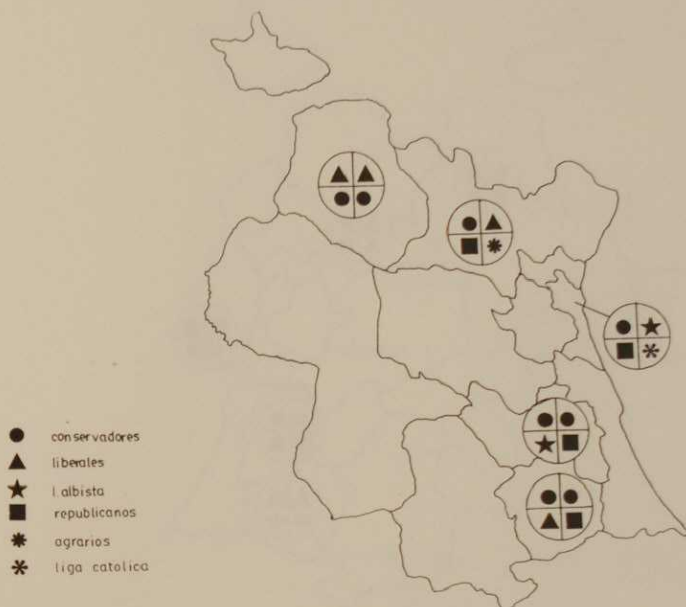 conservadores
liberales
l. albista
republicanos
agrarios
liga catolica